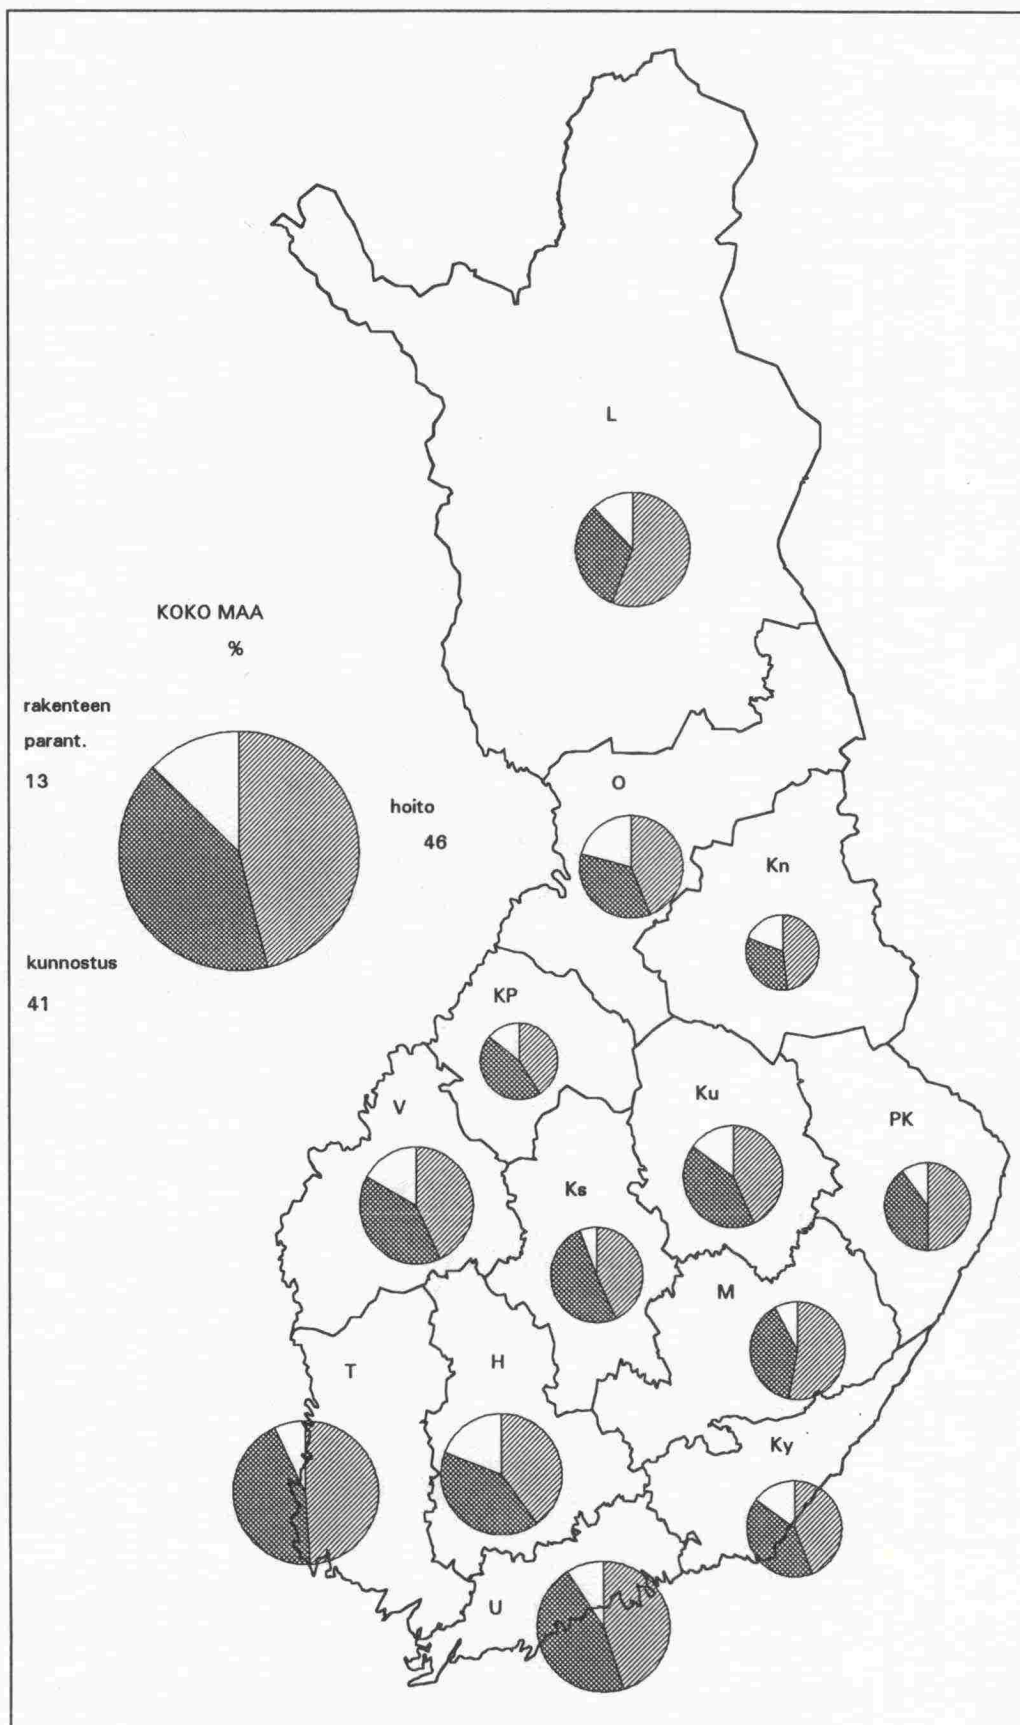 L
KOKO MAA
%
rakenteen
parant.
13
hoito
46
kunnostus
41
O
Kn
KP
V
Ku
PK
Ks
M
T
H
Ky
U